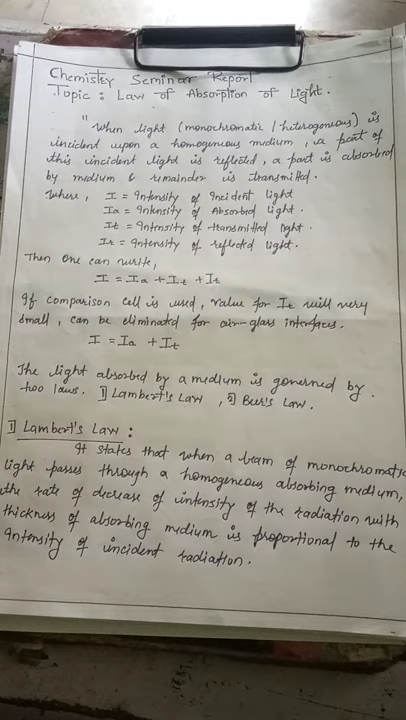 Chemistry Seminar Report
Topic : Law of Absorption of Light.
"When light (monochromatic / heterogenous) is
incident upon a homogeneous medium, a part of
this incident light is reflected, a part is absorbed
by medium & remainder is transmitted.
Where, I = Intensity of Incident light
Ia = Intensity of Absorbed light.
It = Intensity of transmitted light.
Ir = Intensity of reflected light.
Then one can write,
I = Ia + It + It
If comparison cell is used, value for It will very
small, can be eliminated for air-glass interfaces.
I = Ia + It
The light absorbed by a medium is governed by.
two laws. 1] Lambert's Law , 2] Beer's Law.
1] Lambert's Law :
It states that when a beam of monochromatic
light passes through a homogeneous absorbing medium,
the rate of decrease of intensity of the radiation with
thickness of absorbing medium is proportional to the
intensity of incident radiation.